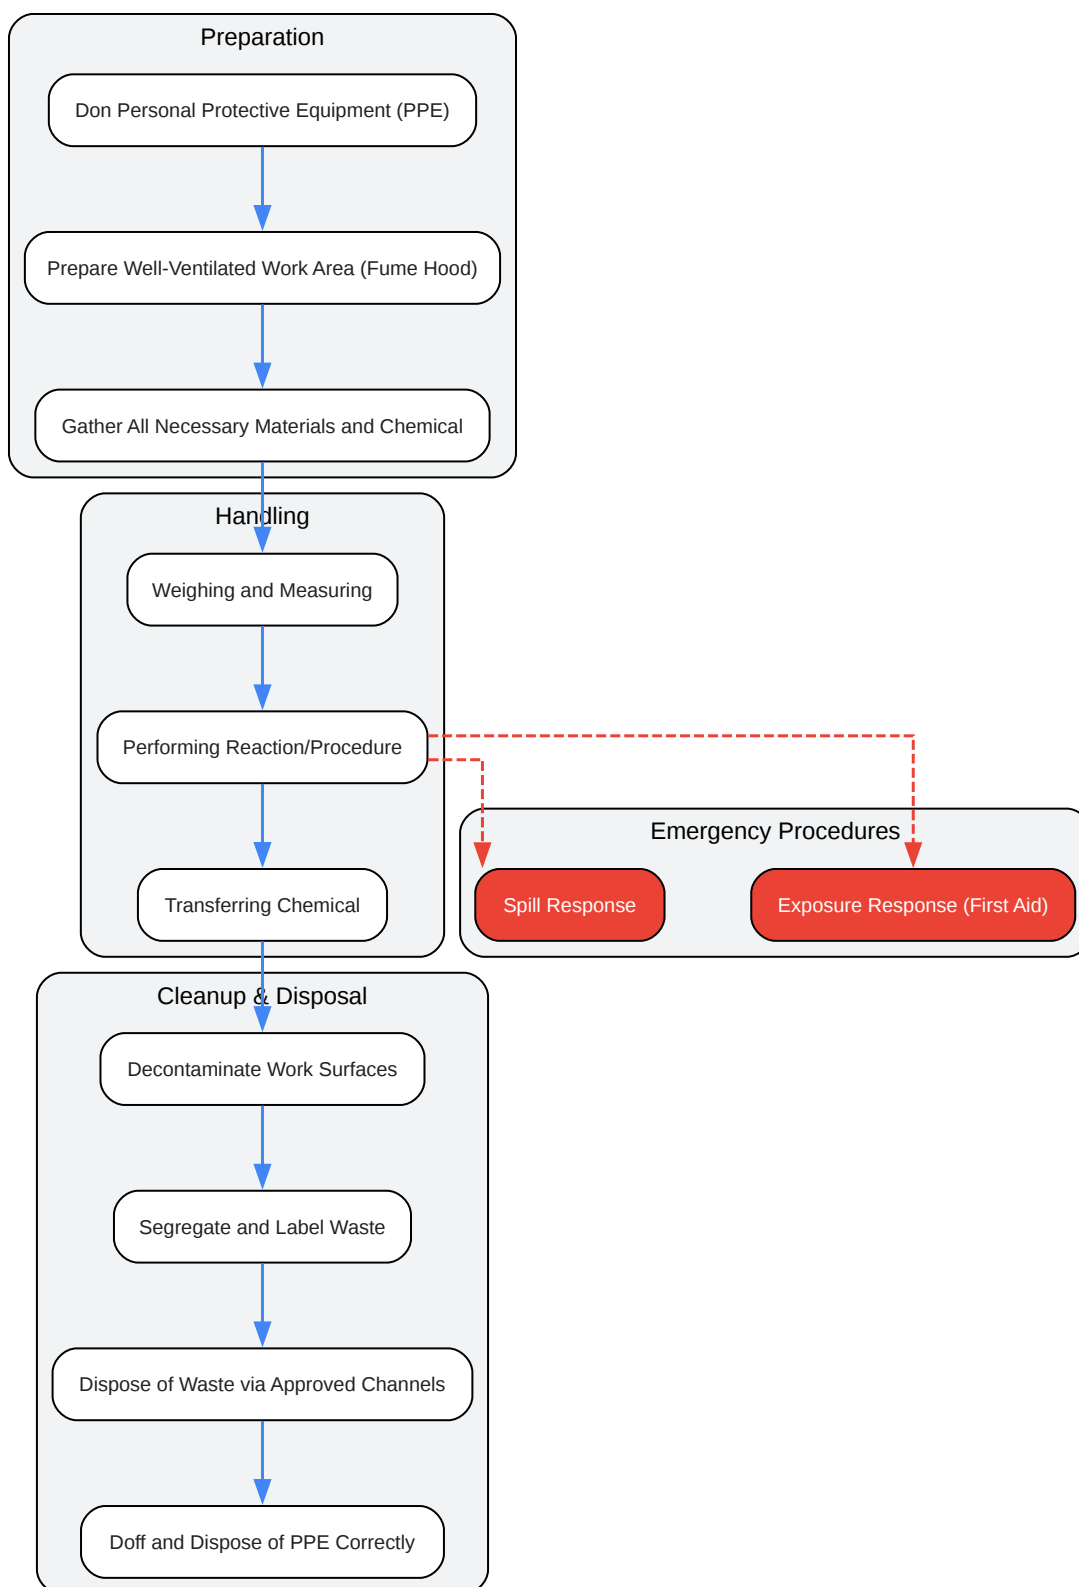 Preparation
Don Personal Protective Equipment (PPE)
Prepare Well-Ventilated Work Area (Fume Hood)
Gather All Necessary Materials and Chemical
Handling
Weighing and Measuring
Performing Reaction/Procedure
Transferring Chemical
Emergency Procedures
Spill Response
Exposure Response (First Aid)
Cleanup & Disposal
Decontaminate Work Surfaces
Segregate and Label Waste
Dispose of Waste via Approved Channels
Doff and Dispose of PPE Correctly